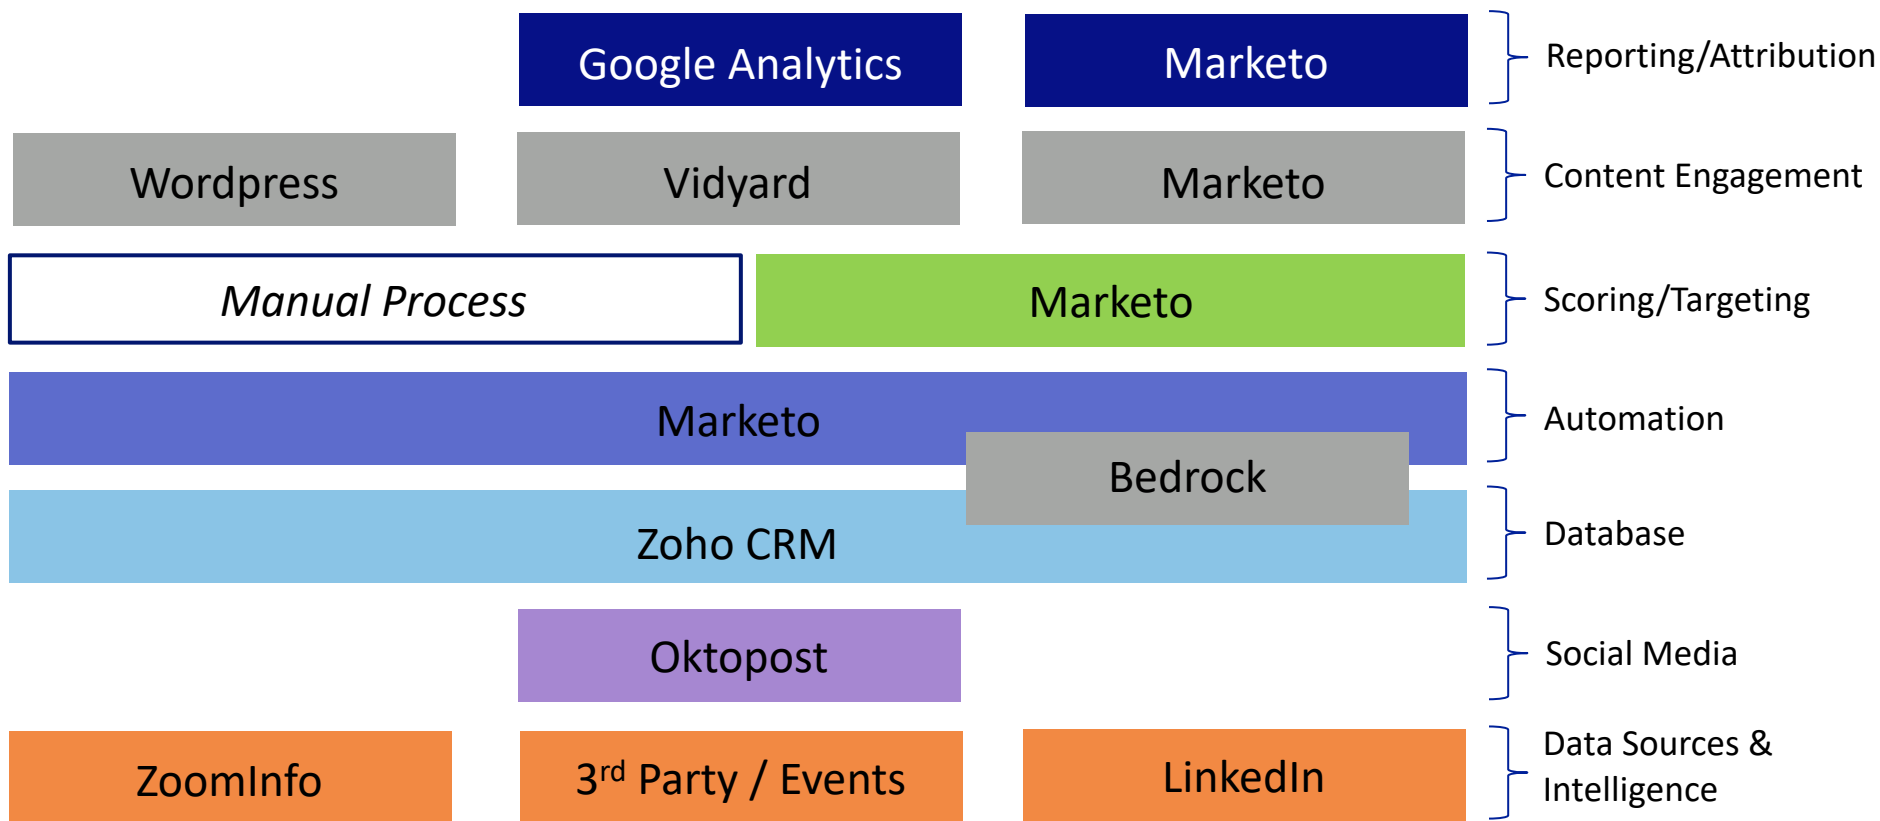 Google Analytics
Marketo
Reporting/Attribution
Wordpress
Vidyard
Marketo
Content Engagement
Manual Process
Marketo
Scoring/Targeting
Marketo
Automation
Bedrock
Zoho CRM
Database
Oktopost
Social Media
ZoomInfo
3rd Party / Events
LinkedIn
Data Sources &
Intelligence